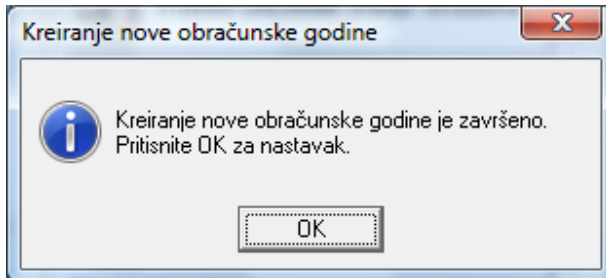 Kreiranje nove obračunske godine
Kreiranje nove obračunske godine je završeno.
Pritisnite OK za nastavak.
OK